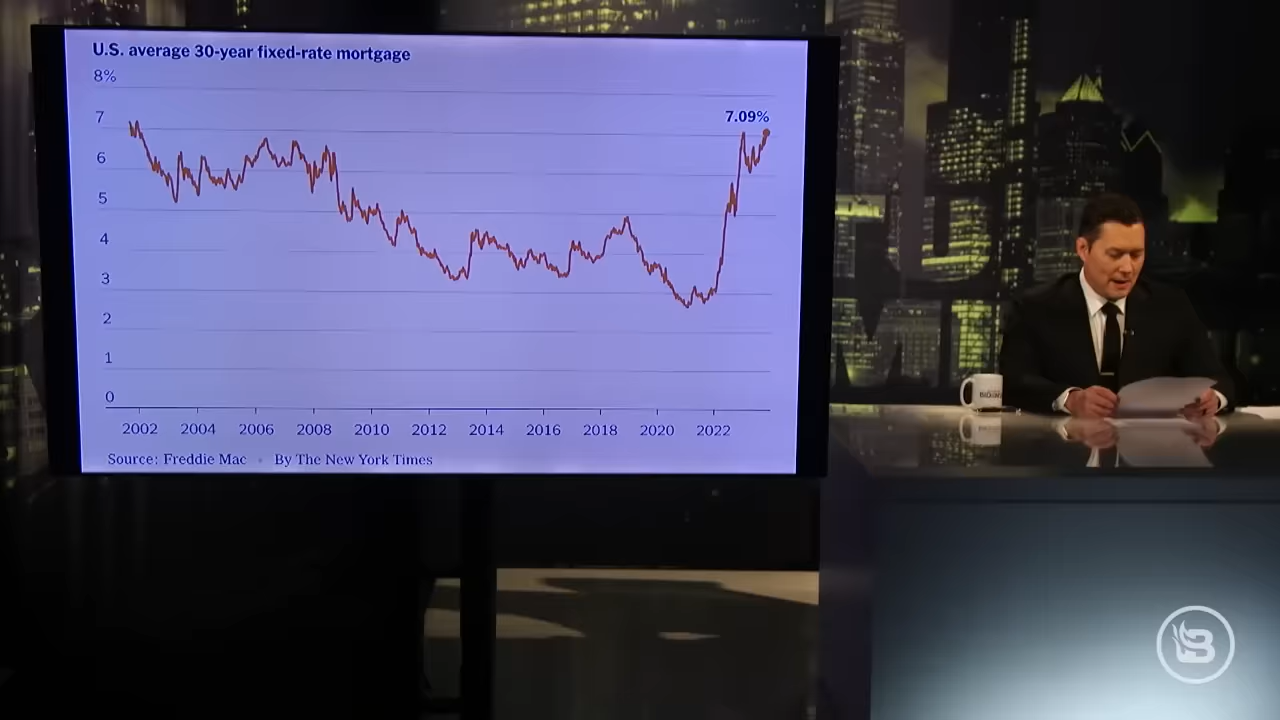 U.S. average 30-year fixed-rate mortgage
8%
7.09%
7
6
5
4
3
2
1
0
2002 2004 2006 2008 2010 2012 2014 2016 2018 2020 2022
Source: Freddie Mac • By The New York Times
B